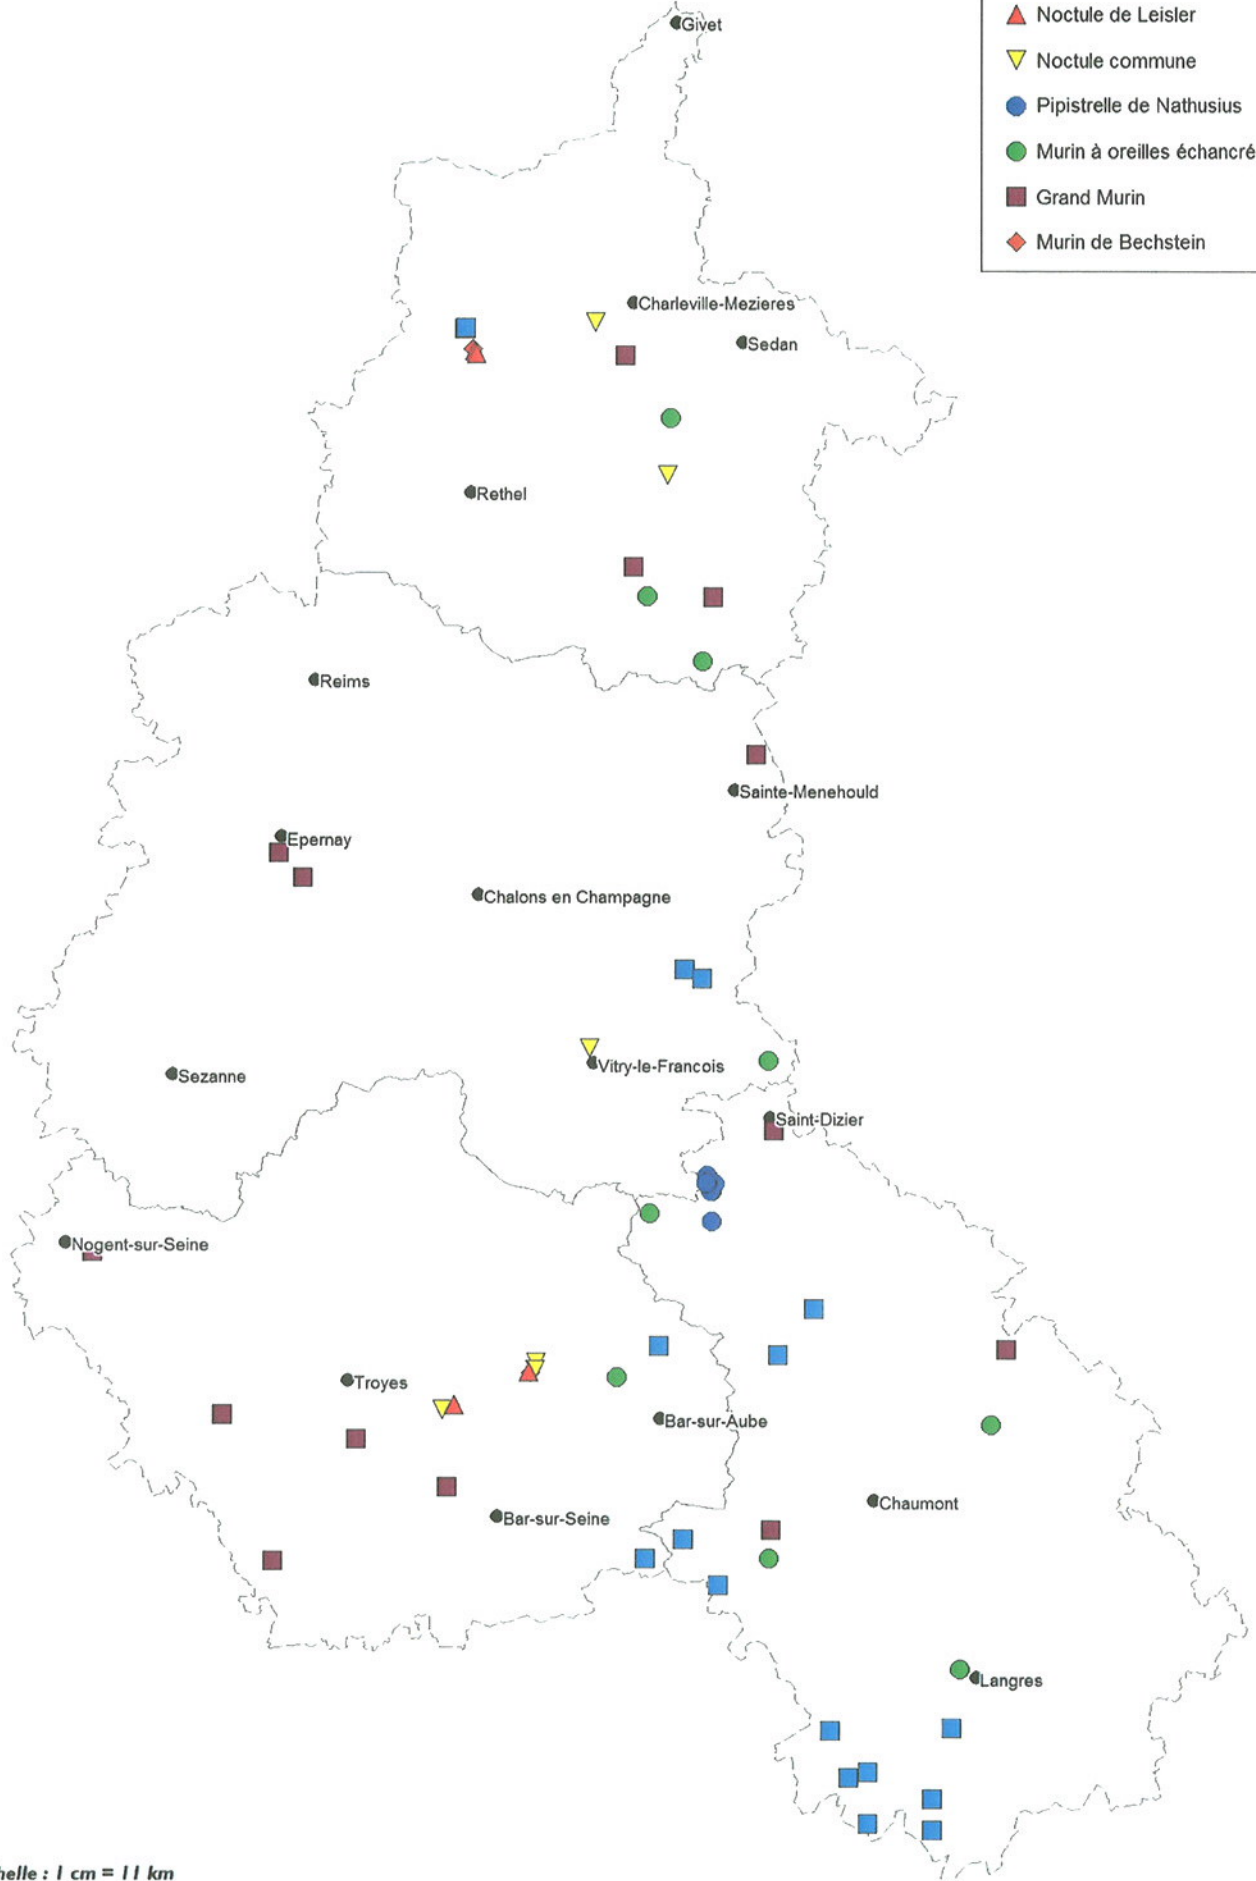 Givet
Noctule de Leisler
Noctule commune
Pipistrelle de Nathusius
Murin à oreilles échancré
Grand Murin
Murin de Bechstein
Charleville-Mezieres
Sedan
Rethel
Reims
Sainte-Menehould
Epernay
Chalons en Champagne
Vitry-le-Francois
Sezanne
Saint-Dizier
Nogent-sur-Seine
Troyes
Bar-sur-Aube
Chaumont
Bar-sur-Seine
Langres
helle : 1 cm = 11 km